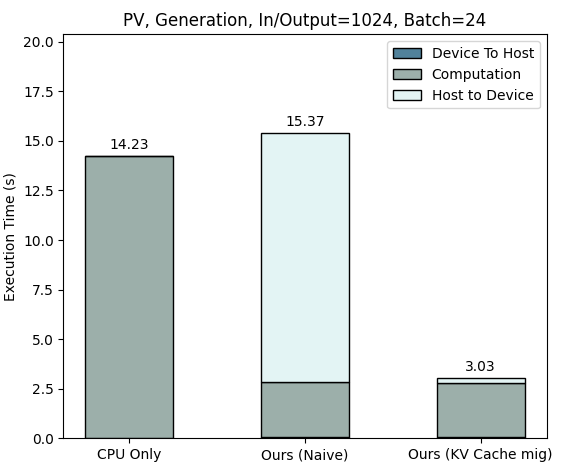 PV, Generation, In/Output=1024, Batch=24
20.0
17.5
15.0
12.5
10.0
7.5
5.0
2.5
0.0
Execution Time (s)
Device To Host
Computation
Host to Device
14.23
15.37
3.03
CPU Only
Ours (Naive)
Ours (KV Cache mig)